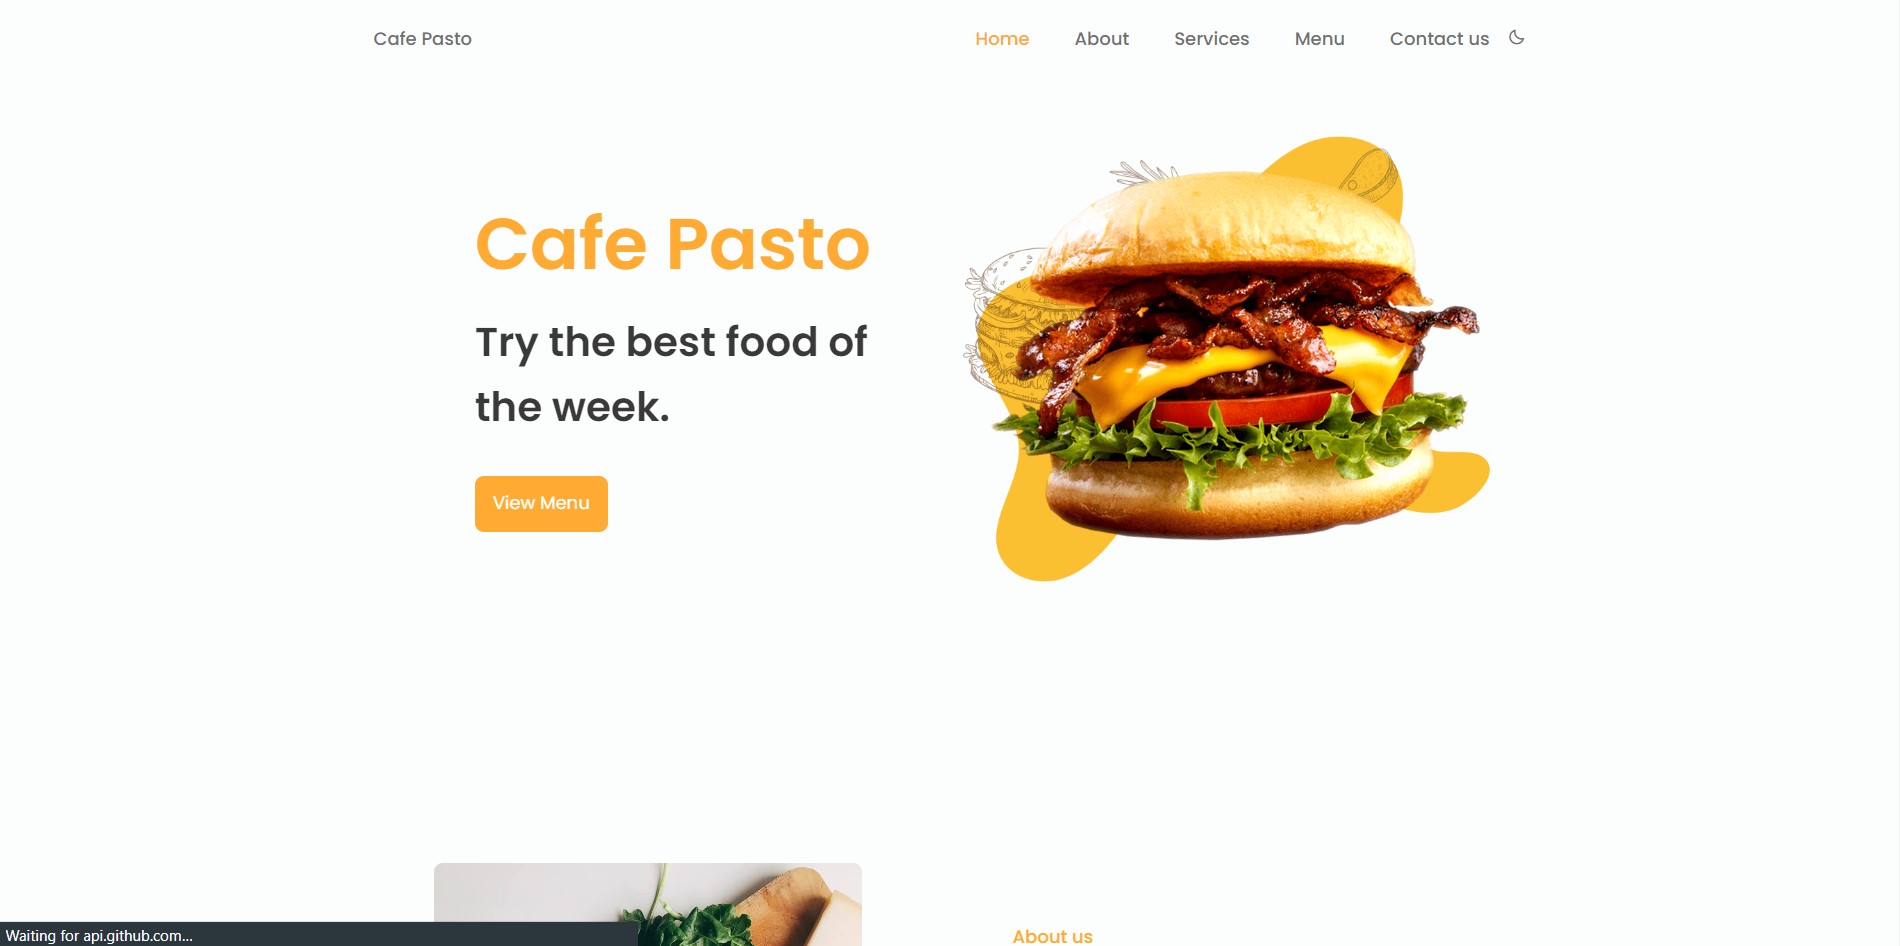 Cafe Pasto
Home About Services Menu Contact us
Cafe Pasto
Try the best food of
the week.
View Menu
About us
Waiting for api.github.com...